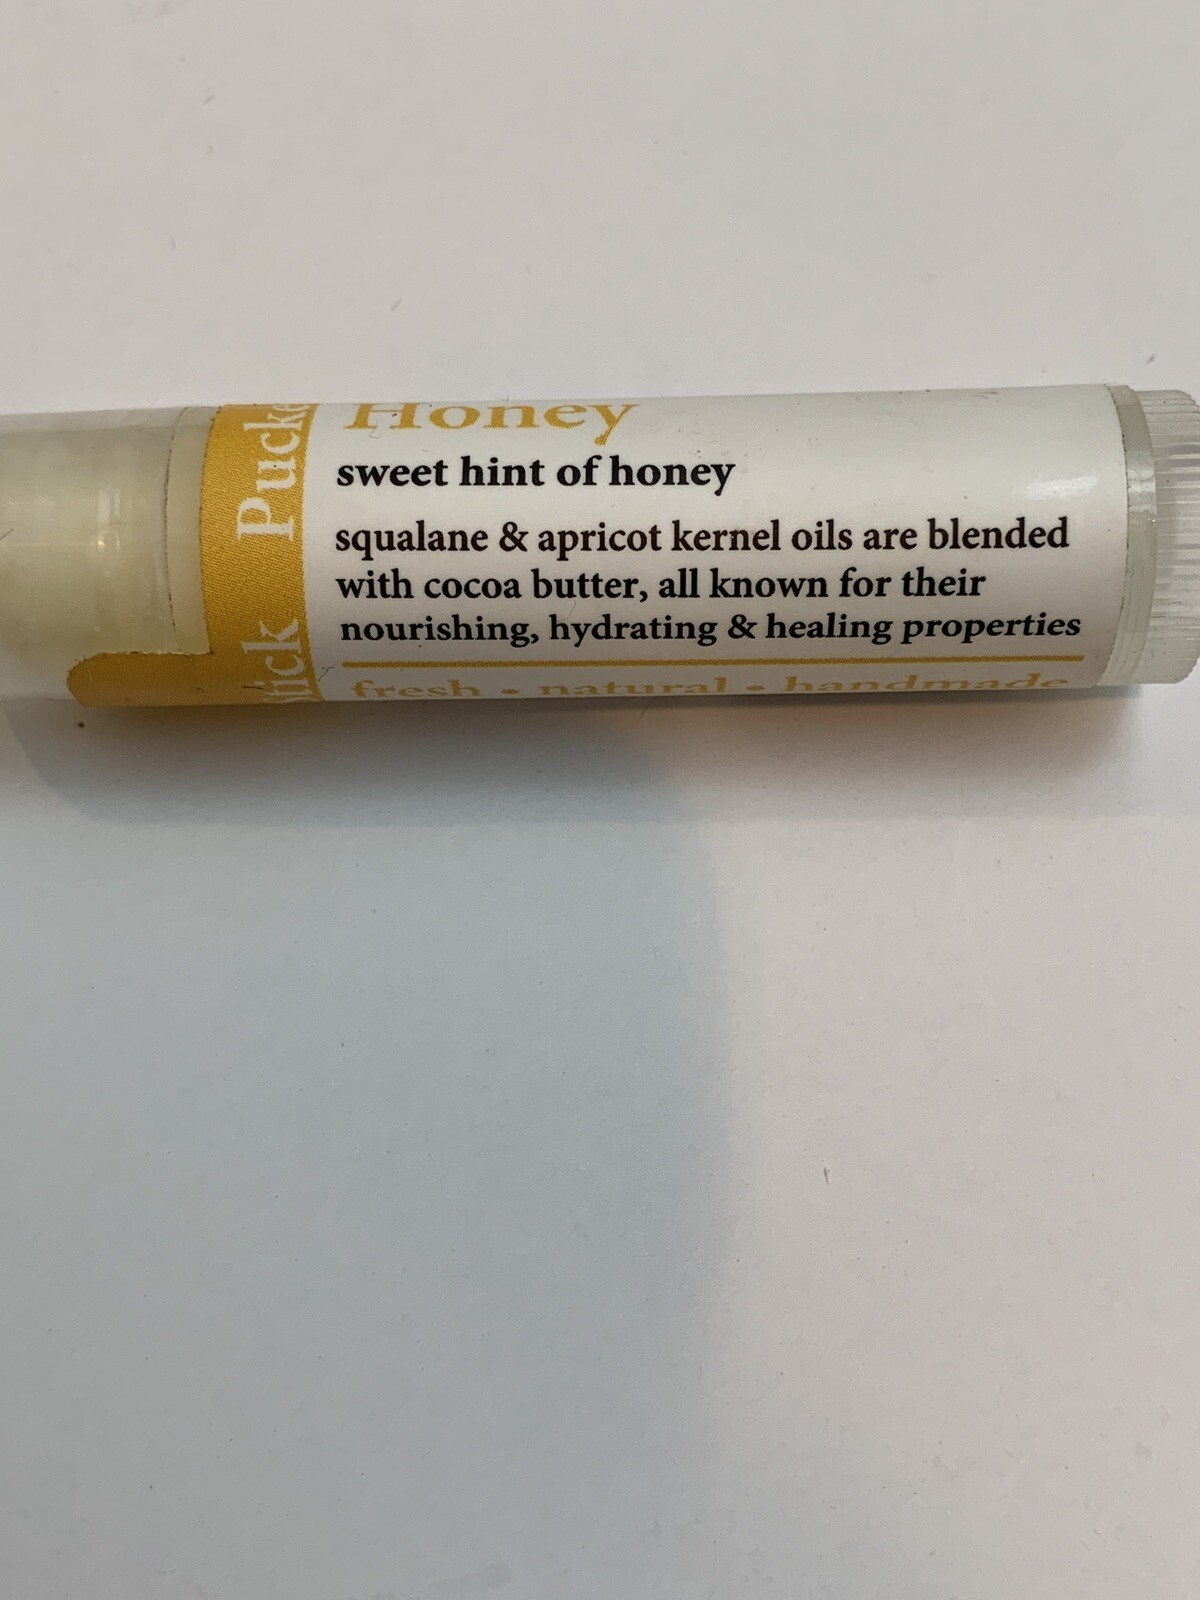 Honey
sweet hint of honey
squalane & apricot kernel oils are blended
with cocoa butter, all known for their
nourishing, hydrating & healing properties
fresh • natural • handmade